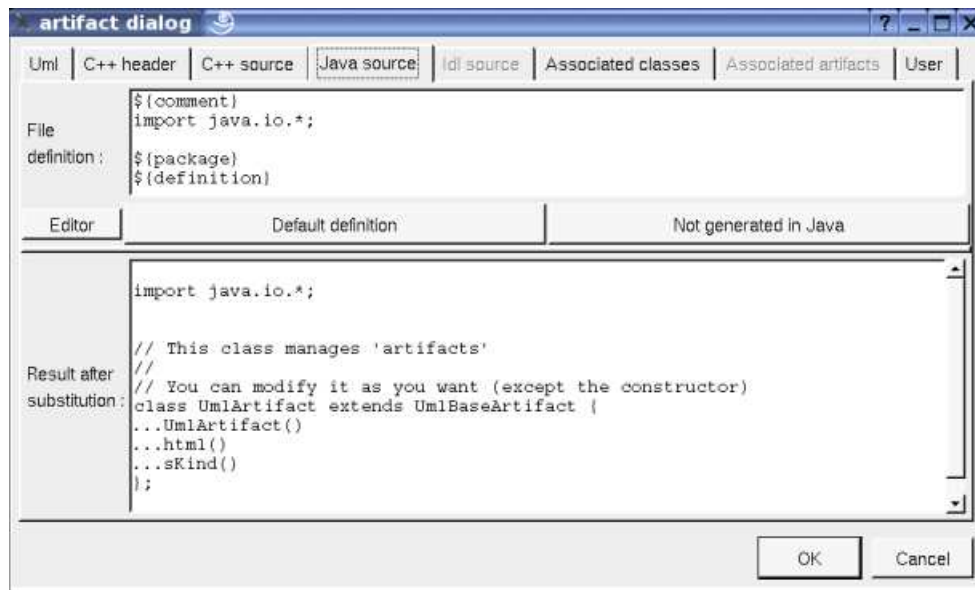 artifact dialog
?
Uml C++ header C++ source Java source Idl source Associated classes Associated artifacts User
File
definition :
${comment}
import java.io.*;
${package}
${definition}
Editor Default definition Not generated in Java
Result after
substitution :
import java.io.*;
// This class manages 'artifacts'
//
// You can modify it as you want (except the constructor)
class UmlArtifact extends UmlBaseArtifact {
...UmlArtifact()
...html()
...sKind()
};
OK Cancel